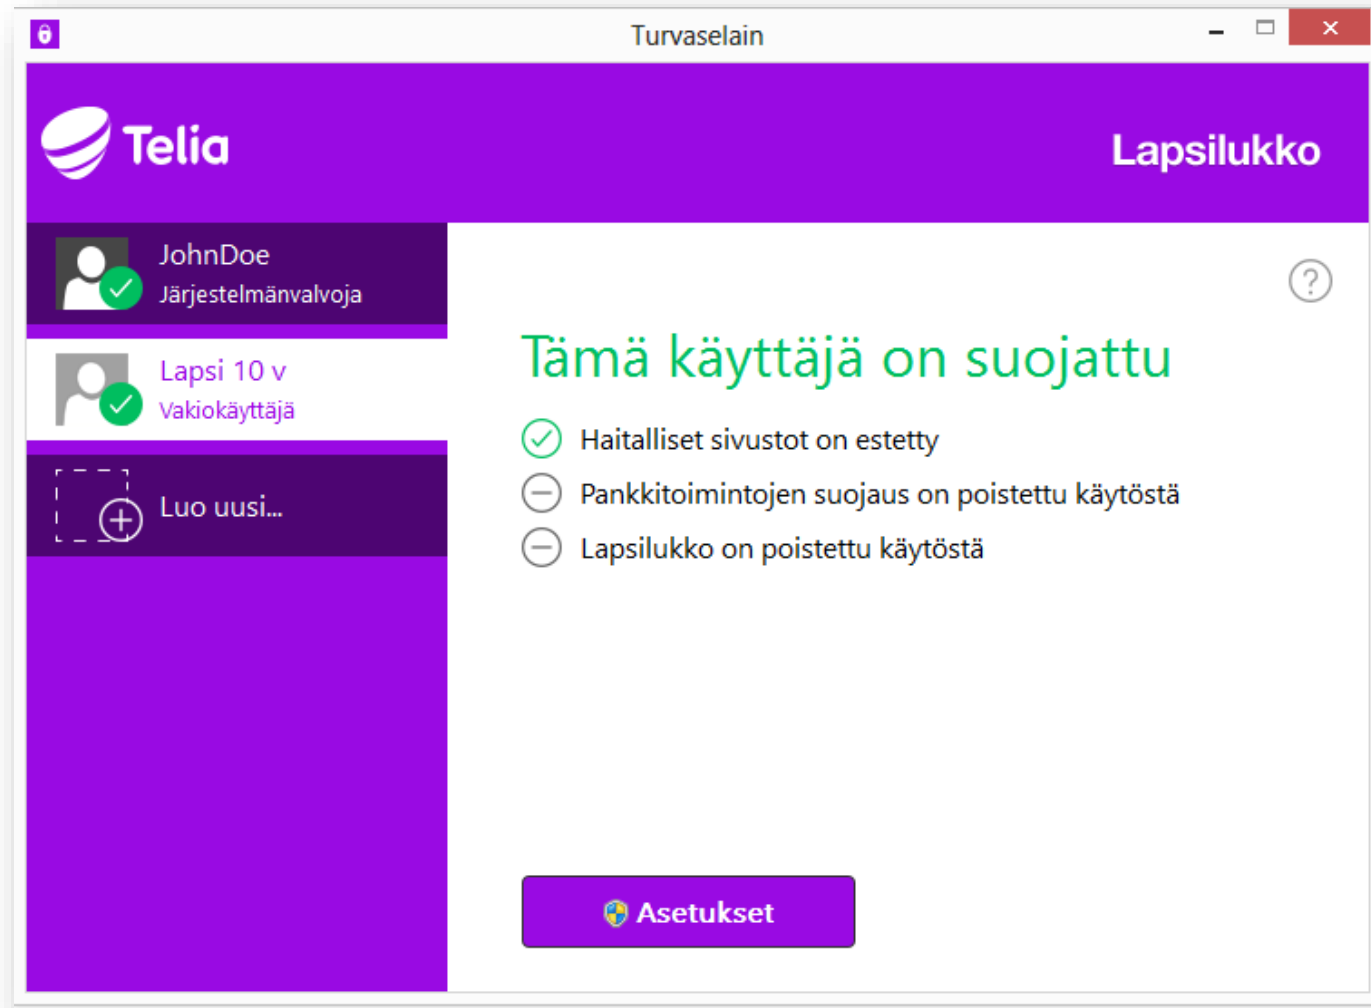 Turvaselain
Telia
Lapsilukko
JohnDoe
Järjestelmänvalvoja
Lapsi 10 v
Vakiokäyttäjä
Luo uusi...
?
Tämä käyttäjä on suojattu
Haitalliset sivustot on estetty
Pankkitoimintojen suojaus on poistettu käytöstä
Lapsilukko on poistettu käytöstä
Asetukset